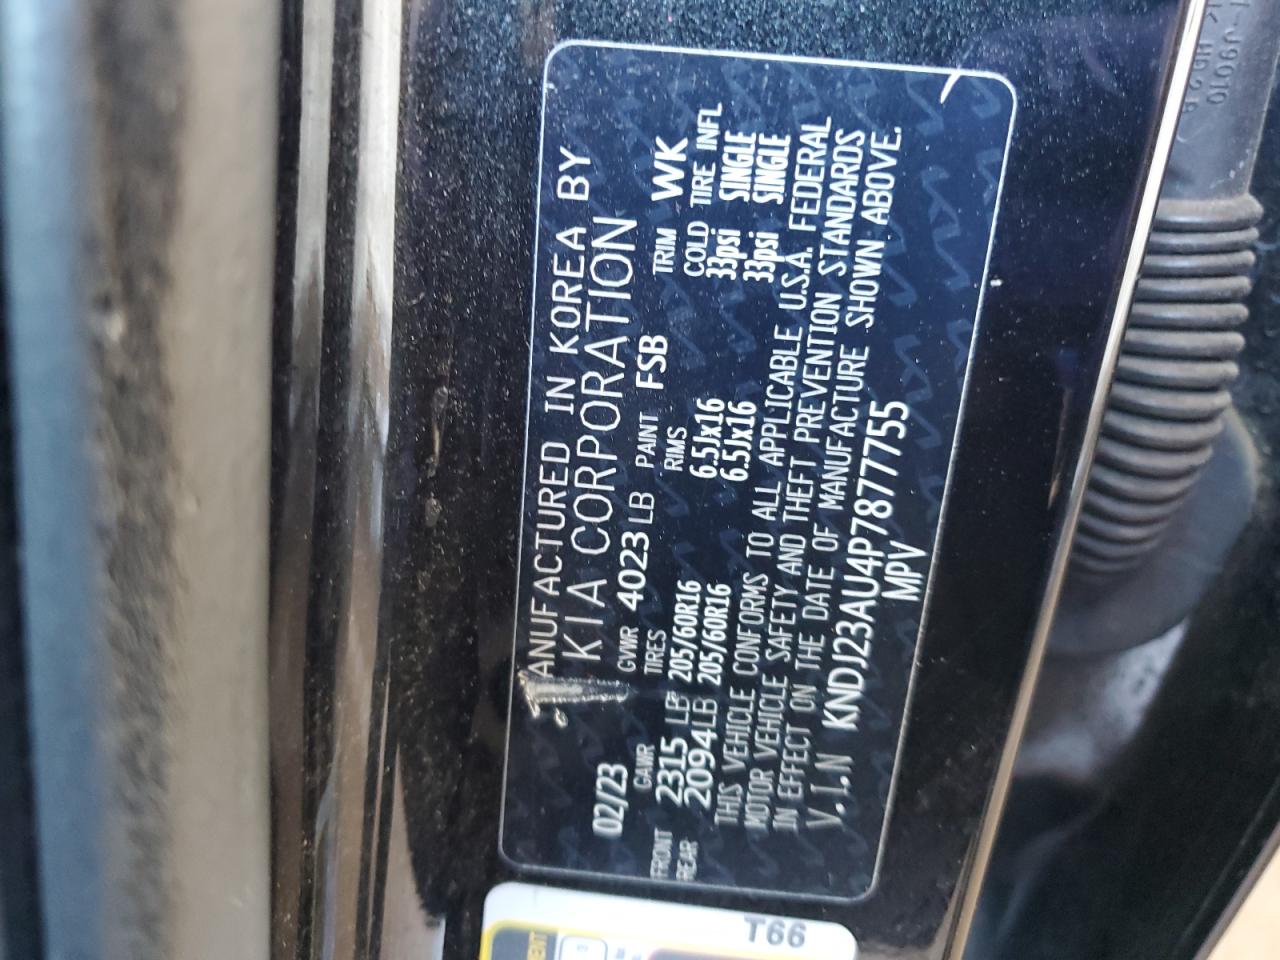 02/23 ANUFACTURED IN KOREA BY
KIA CORPORATION
GAWR GVWR 4023 LB PAINT FSB TRIM WK
TIRES RIMS COLD TIRE INFL
FRONT 2315 LB 205/60R16 6.5Jx16 33psi SINGLE
REAR 2094LB 205/60R16 6.5Jx16 33psi SINGLE
THIS VEHICLE CONFORMS TO ALL APPLICABLE U.S.A. FEDERAL
MOTOR VEHICLE SAFETY AND THEFT PREVENTION STANDARDS
IN EFFECT ON THE DATE OF MANUFACTURE SHOWN ABOVE.
V.I.N KNDJ23AU4P7877755
MPV
T66